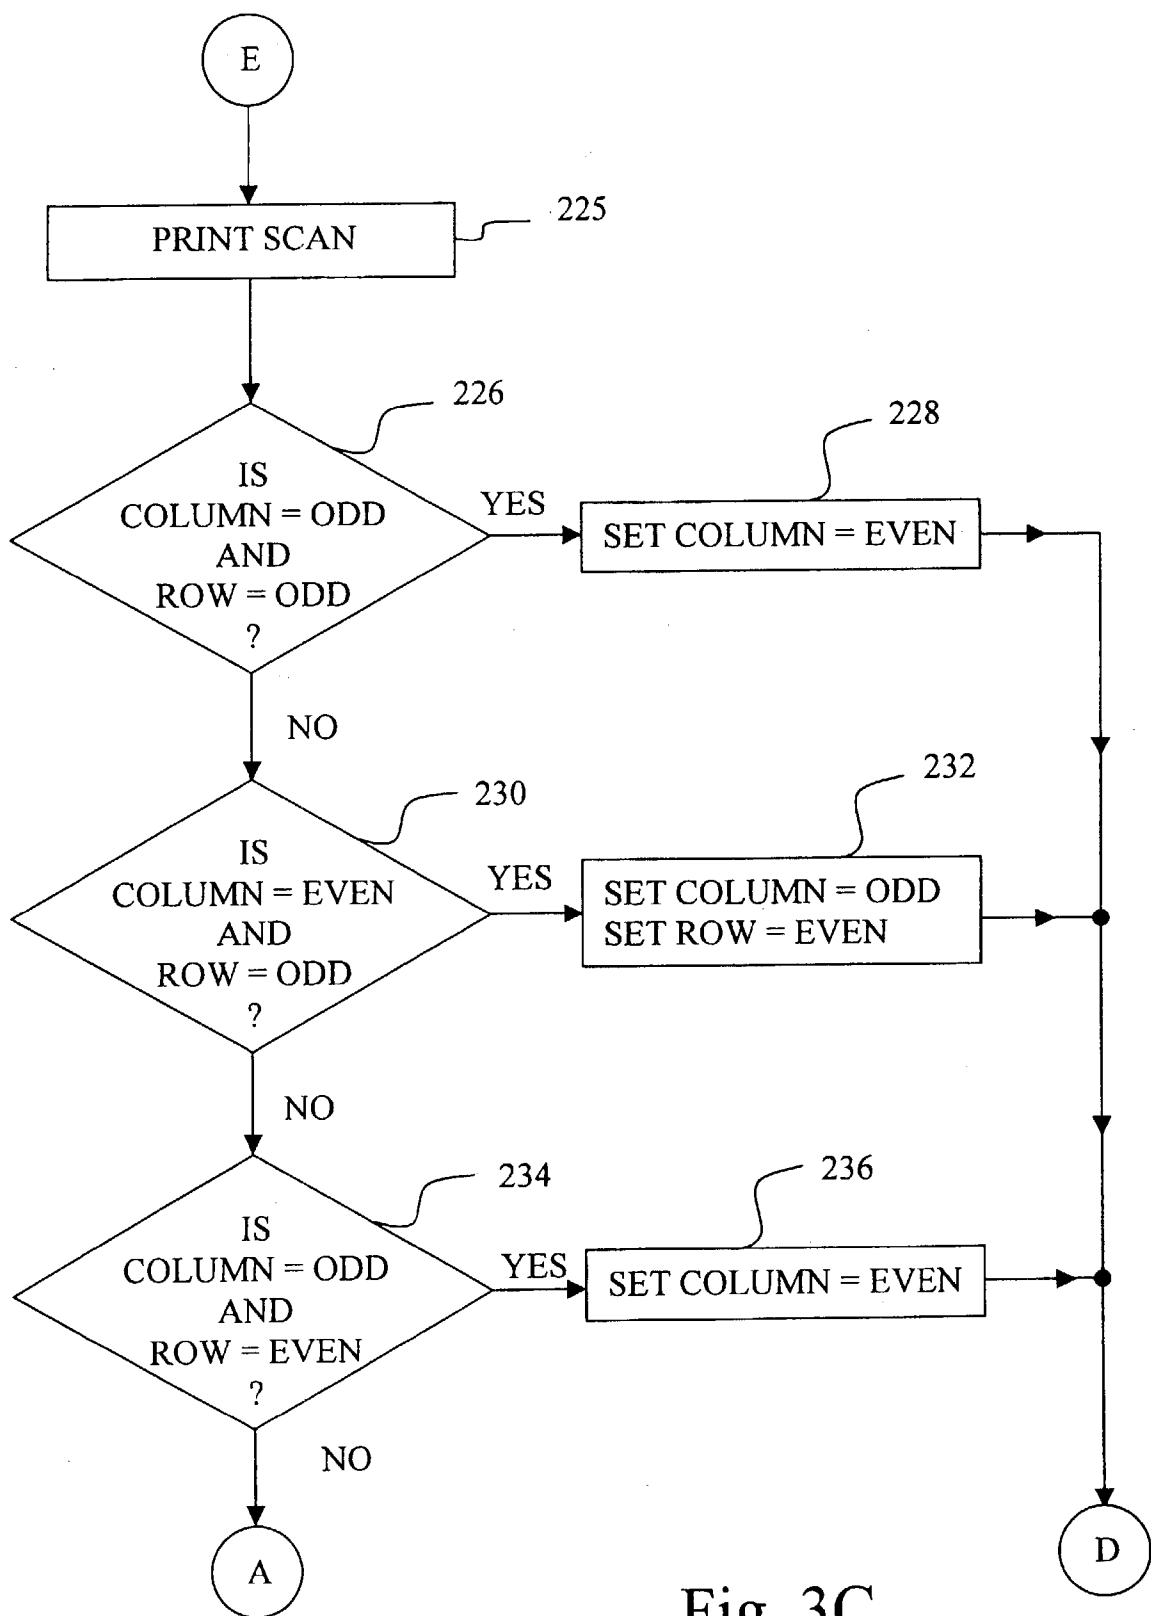 E
225
PRINT SCAN
226
IS
COLUMN = ODD
AND
ROW = ODD
?
YES
228
SET COLUMN = EVEN
NO
230
IS
COLUMN = EVEN
AND
ROW = ODD
?
YES
232
SET COLUMN = ODD
SET ROW = EVEN
NO
234
IS
COLUMN = ODD
AND
ROW = EVEN
?
YES
236
SET COLUMN = EVEN
NO
A
D
Fig. 3C